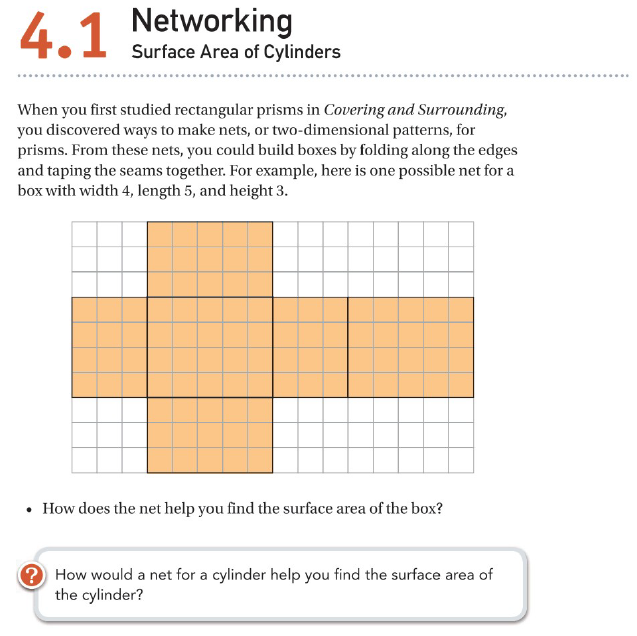 4.1 Networking
Surface Area of Cylinders
When you first studied rectangular prisms in Covering and Surrounding,
you discovered ways to make nets, or two-dimensional patterns, for
prisms. From these nets, you could build boxes by folding along the edges
and taping the seams together. For example, here is one possible net for a
box with width 4, length 5, and height 3.
• How does the net help you find the surface area of the box?
? How would a net for a cylinder help you find the surface area of
the cylinder?